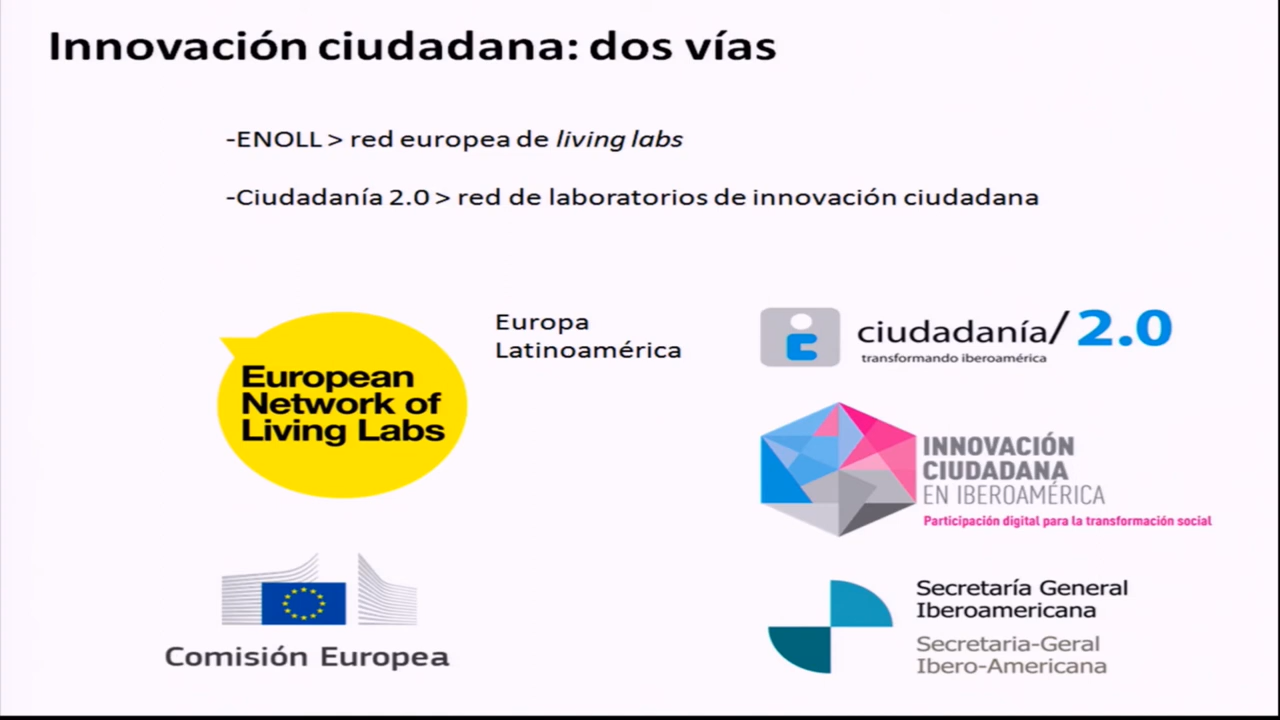 Innovación ciudadana: dos vías
-ENOLL > red europea de living labs
-Ciudadanía 2.0 > red de laboratorios de innovación ciudadana
European
Network of
Living Labs
Europa
Latinoamérica
ciudadanía/ 2.0
transformando iberoamérica
INNOVACIÓN
CIUDADANA
EN IBEROAMÉRICA
Participación digital para la transformación social
Comisión Europea
Secretaría General
Iberoamericana
Secretaria-Geral
Ibero-Americana